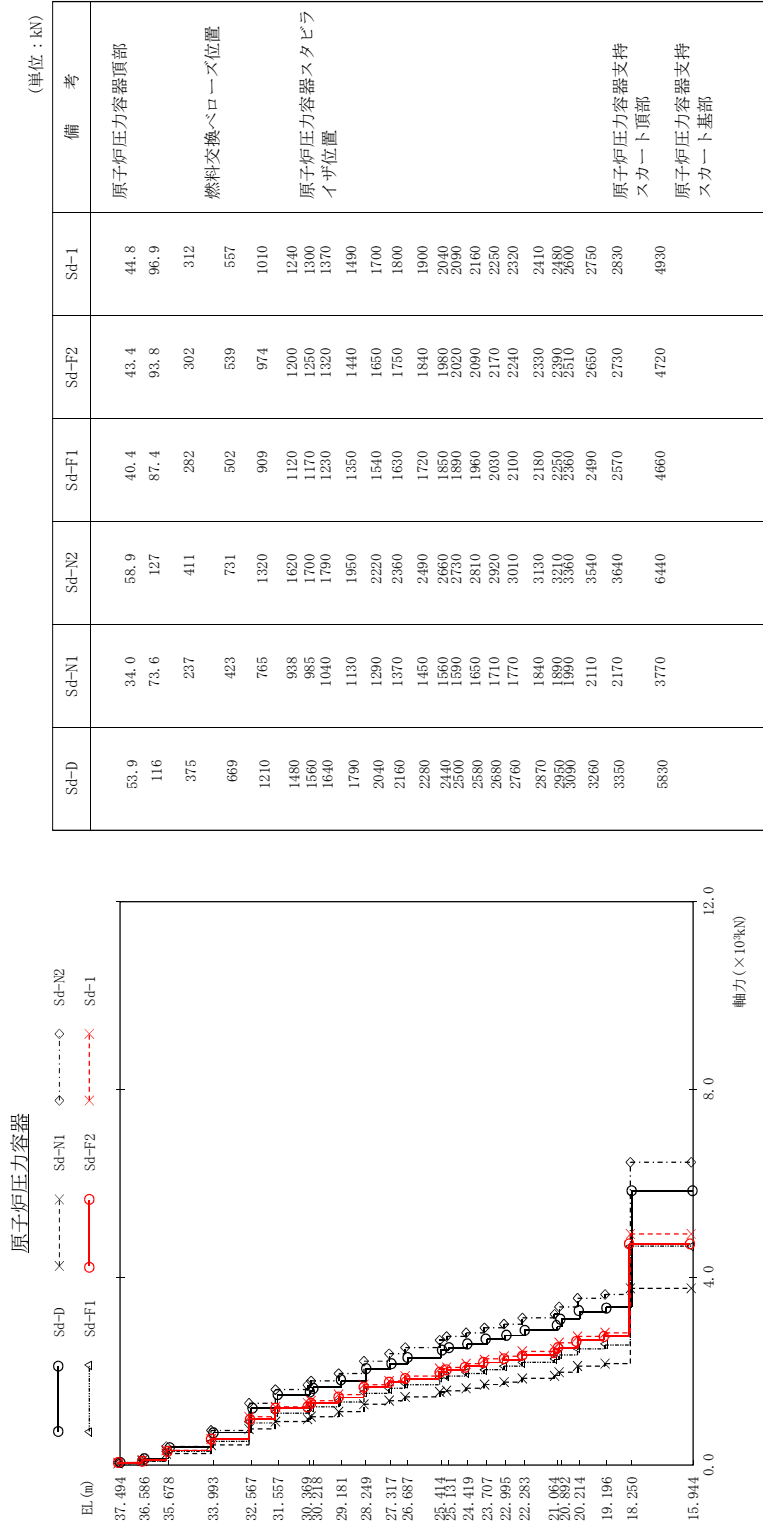 原子炉圧力容器
Sd-D Sd-N1 Sd-N2
Sd-F1 Sd-F2 Sd-1
EL(m)
37.494
36.586
35.678
33.993
32.567
31.557
30.369
30.218
29.181
28.249
27.317
26.687
25.414
25.131
24.419
23.707
22.995
22.283
21.064
20.892
20.214
19.196
18.250
15.944
0.0 4.0 8.0 12.0
軸力(×10³kN)
(単位：kN)
Sd-D Sd-N1 Sd-N2 Sd-F1 Sd-F2 Sd-1 備 考
原子炉圧力容器頂部
53.9 34.0 58.9 40.4 43.4 44.8
116 73.6 127 87.4 93.8 96.9
375 237 411 282 302 312
燃料交換ベローズ位置
669 423 731 502 539 557
1210 765 1320 909 974 1010
1480 938 1620 1120 1200 1240
1560 985 1700 1170 1250 1300
原子炉圧力容器スタビラ
1640 1040 1790 1230 1320 1370
イザ位置
1790 1130 1950 1350 1440 1490
2040 1290 2220 1540 1650 1700
2160 1370 2360 1630 1750 1800
2280 1450 2490 1720 1840 1900
2440 1560 2660 1850 1980 2040
2500 1590 2730 1890 2020 2090
2580 1650 2810 1960 2090 2160
2680 1710 2920 2030 2170 2250
2760 1770 3010 2100 2240 2320
2870 1840 3130 2180 2330 2410
2950 1890 3210 2250 2390 2480
3090 1990 3360 2360 2510 2600
3260 2110 3540 2490 2650 2750
3350 2170 3640 2570 2730 2830
原子炉圧力容器支持
スカート頂部
5830 3770 6440 4660 4720 4930
原子炉圧力容器支持
スカート基部